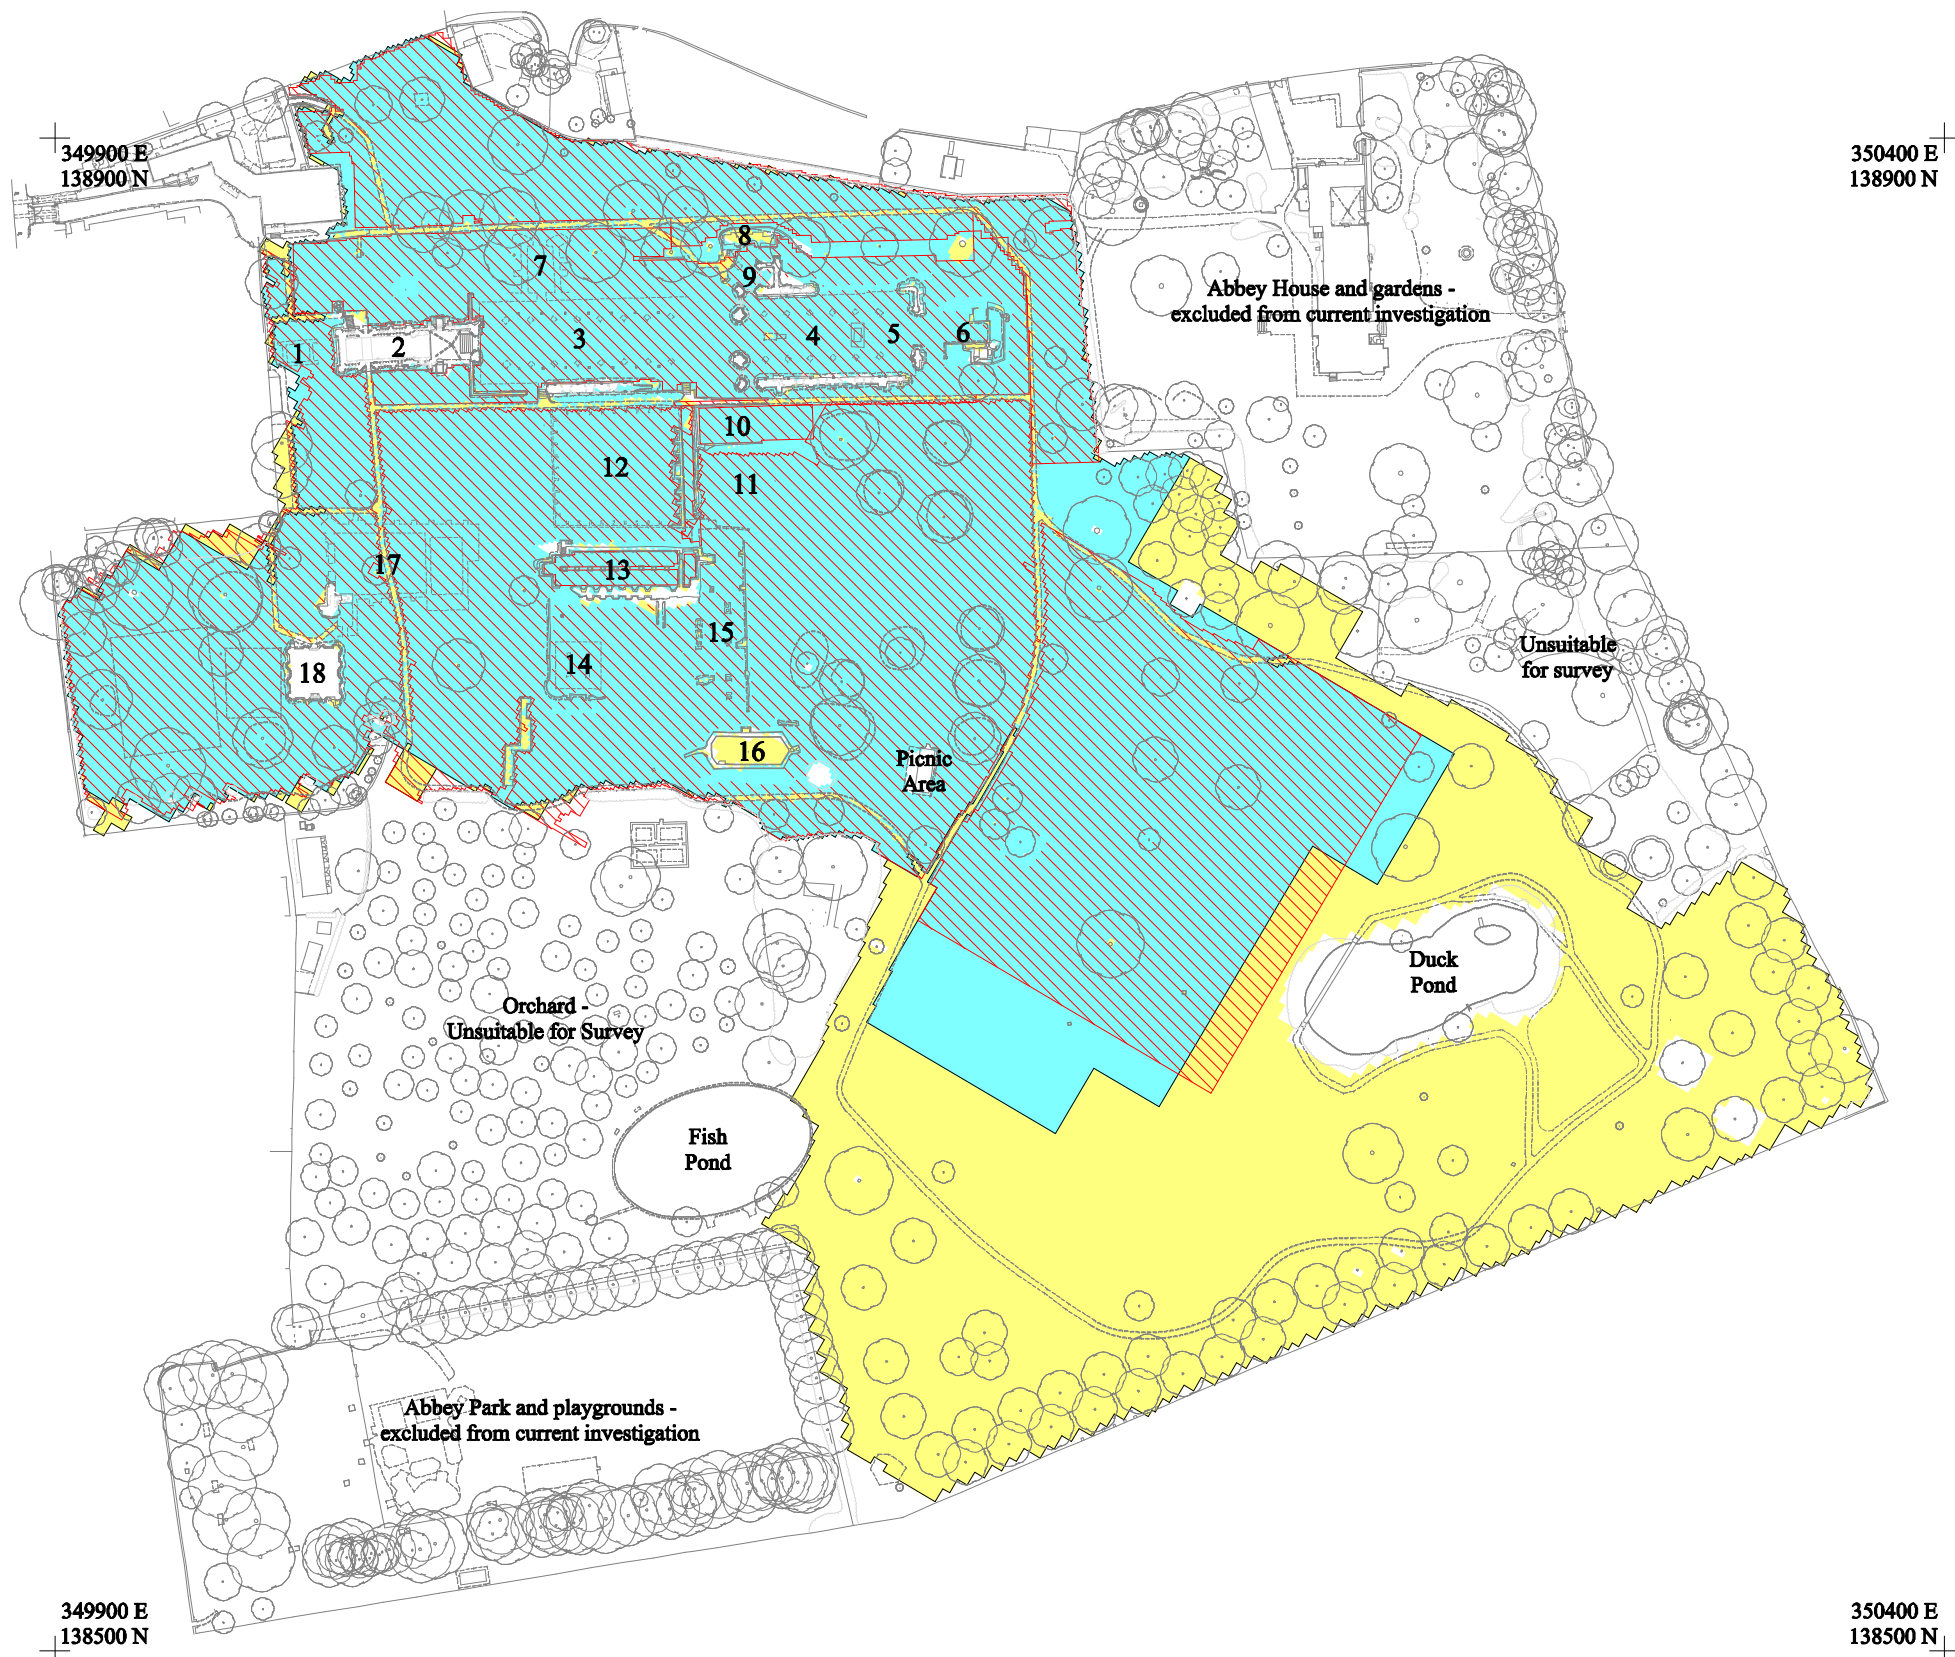 349900 E
138900 N
350400 E
138900 N
8
7
9
Abbey House and gardens -
excluded from current investigation
1
2
3
4
5
6
10
12
11
17
13
15
14
18
Unsuitable
for survey
16
Picnic
Area
Duck
Pond
Orchard -
Unsuitable for Survey
Fish
Pond
Abbey Park and playgrounds -
excluded from current investigation
349900 E
138500 N
350400 E
138500 N